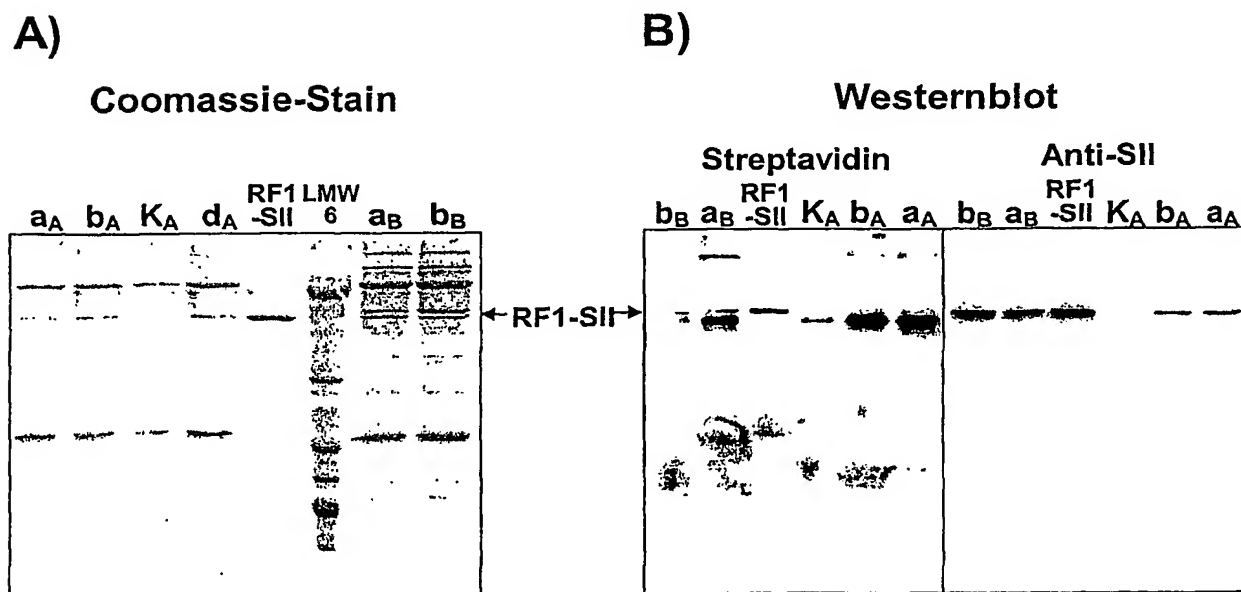 A)
Coomassie-Stain
aA bA KA dA RF1 -SII LMW 6 aB bB
RF1-SII
B)
Westernblot
Streptavidin Anti-SII
bB aB RF1 -SII KA bA aA bB aB RF1 -SII KA bA aA